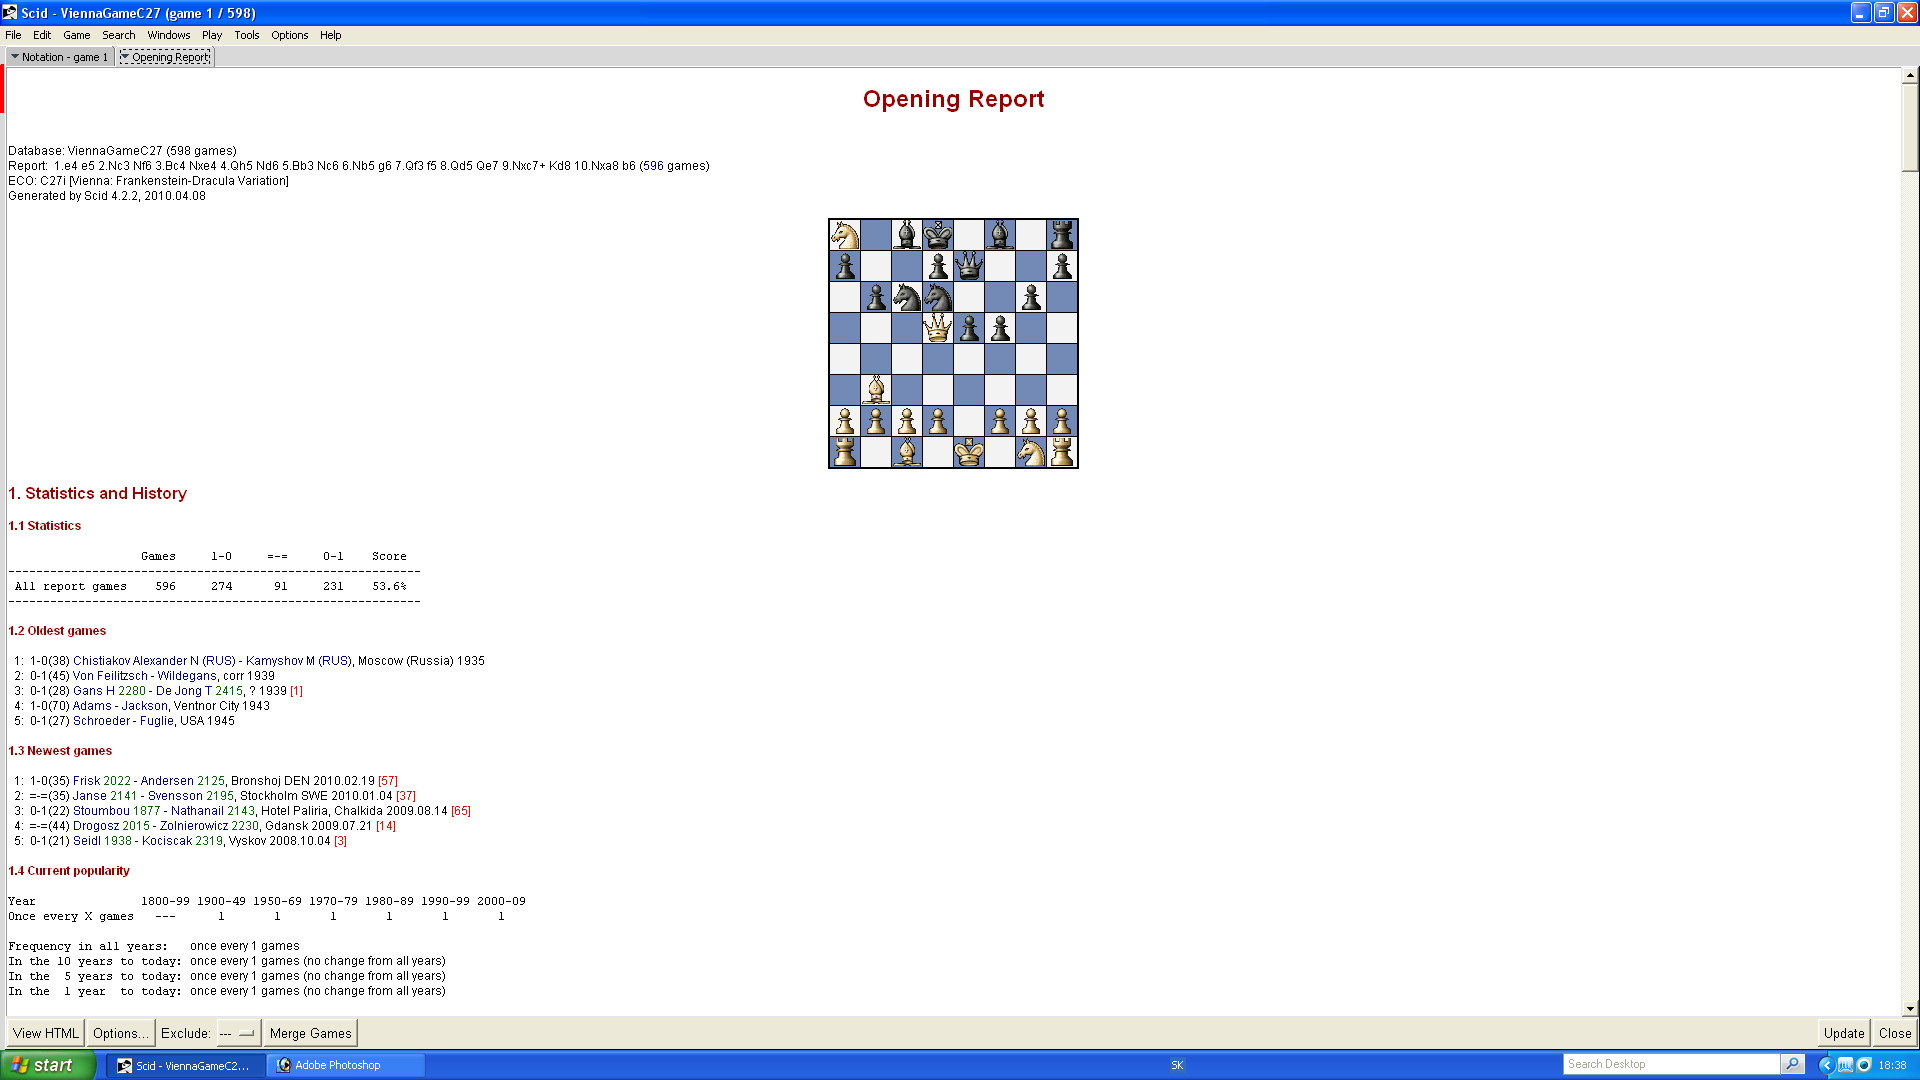 Scid - ViennaGameC27 (game 1 / 598)
File Edit Game Search Windows Play Tools Options Help
Notation - game 1 Opening Report
Opening Report
Database: ViennaGameC27 (598 games)
Report: 1.e4 e5 2.Nc3 Nf6 3.Bc4 Nxe4 4.Qh5 Nd6 5.Bb3 Nc6 6.Nb5 g6 7.Qf3 f5 8.Qd5 Qe7 9.Nxc7+ Kd8 10.Nxa8 b6 (596 games)
ECO: C27i [Vienna: Frankenstein-Dracula Variation]
Generated by Scid 4.2.2, 2010.04.08
1. Statistics and History
1.1 Statistics
Games 1-0 =-= 0-1 Score
------------------------------------------------------------
All report games 596 274 91 231 53.6%
------------------------------------------------------------
1.2 Oldest games
1: 1-0(38) Chistiakov Alexander N (RUS) - Kamyshov M (RUS), Moscow (Russia) 1935
2: 0-1(45) Von Feilitzsch - Wildegans, corr 1939
3: 0-1(28) Gans H 2280 - De Jong T 2415, ? 1939 [1]
4: 1-0(70) Adams - Jackson, Ventnor City 1943
5: 0-1(27) Schroeder - Fuglie, USA 1945
1.3 Newest games
1: 1-0(35) Frisk 2022 - Andersen 2125, Bronshoj DEN 2010.02.19 [57]
2: =-=(35) Janse 2141 - Svensson 2195, Stockholm SWE 2010.01.04 [37]
3: 0-1(22) Stoumbou 1877 - Nathanail 2143, Hotel Paliria, Chalkida 2009.08.14 [65]
4: =-=(44) Drogosz 2015 - Zolnierowicz 2230, Gdansk 2009.07.21 [14]
5: 0-1(21) Seidl 1938 - Kociscak 2319, Vyskov 2008.10.04 [3]
1.4 Current popularity
Year 1800-99 1900-49 1950-69 1970-79 1980-89 1990-99 2000-09
Once every X games --- 1 1 1 1 1 1
Frequency in all years: once every 1 games
In the 10 years to today: once every 1 games (no change from all years)
In the 5 years to today: once every 1 games (no change from all years)
In the 1 year to today: once every 1 games (no change from all years)
View HTML Options... Exclude: --- Merge Games Update Close
start Scid - ViennaGameC2... Adobe Photoshop SK Search Desktop 18:38